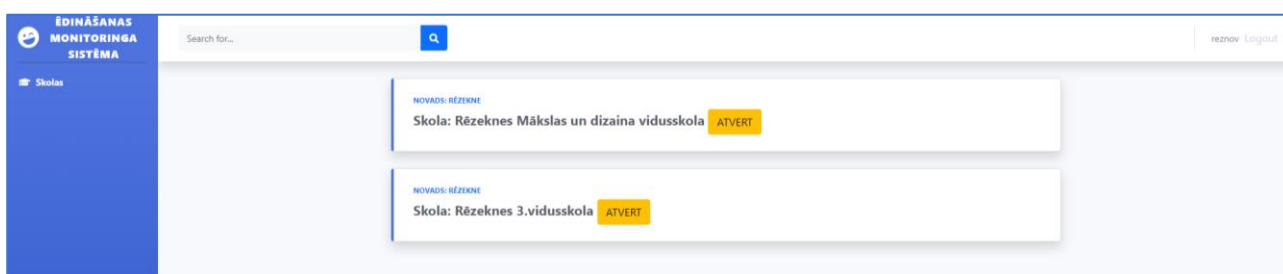 ĒDINĀŠANAS
MONITORINGA
SISTĒMA
Search for...
reznov Logout
Skolas
NOVADS: RĒZEKNE
Skola: Rēzeknes Mākslas un dizaina vidusskola ATVERT
NOVADS: RĒZEKNE
Skola: Rēzeknes 3.vidusskola ATVERT